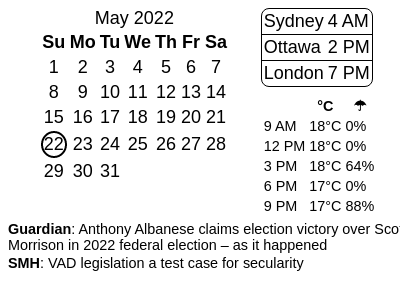 May 2022
Su Mo Tu We Th Fr Sa
1 2 3 4 5 6 7
8 9 10 11 12 13 14
15 16 17 18 19 20 21
22 23 24 25 26 27 28
29 30 31
Sydney 4 AM
Ottawa 2 PM
London 7 PM
°C ☂
9 AM 18°C 0%
12 PM 18°C 0%
3 PM 18°C 64%
6 PM 17°C 0%
9 PM 17°C 88%
Guardian: Anthony Albanese claims election victory over
Morrison in 2022 federal election – as it happened
SMH: VAD legislation a test case for secularity